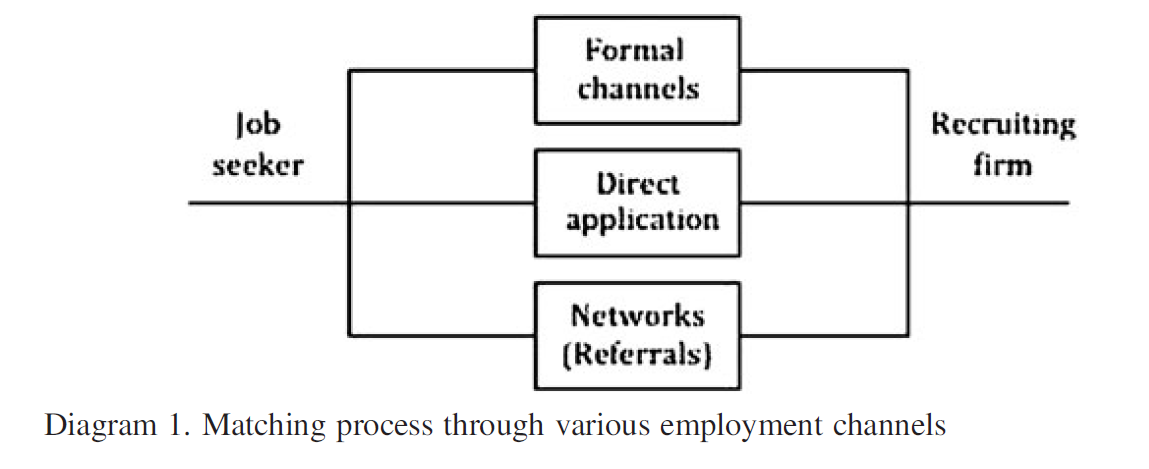 Formal
channels
Job
seeker
Recruiting
firm
Direct
application
Networks
(Referrals)
Diagram 1. Matching process through various employment channels